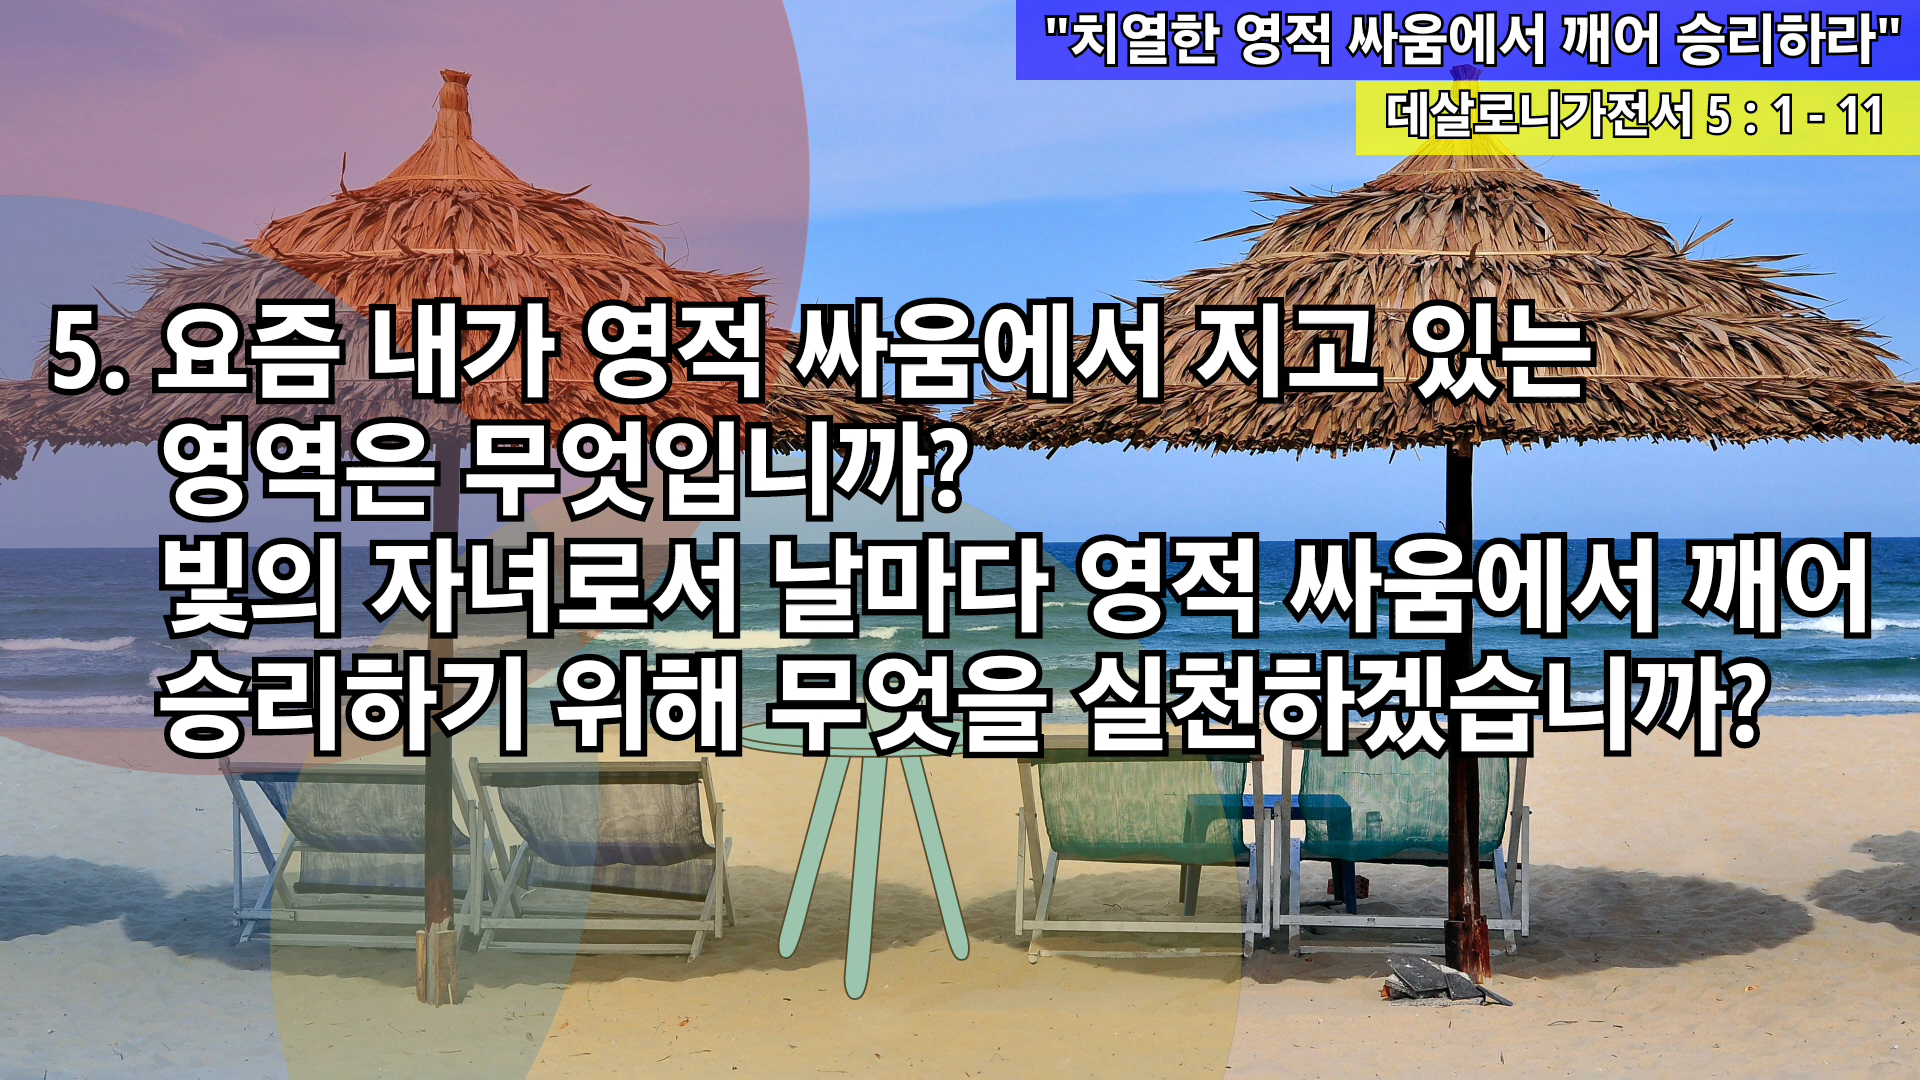 "치열한 영적 싸움에서 깨어 승리하라"
데살로니가전서 5 : 1 - 11
5. 요즘 내가 영적 싸움에서 지고 있는
영역은 무엇입니까?
빛의 자녀로서 날마다 영적 싸움에서 깨어
승리하기 위해 무엇을 실천하겠습니까?